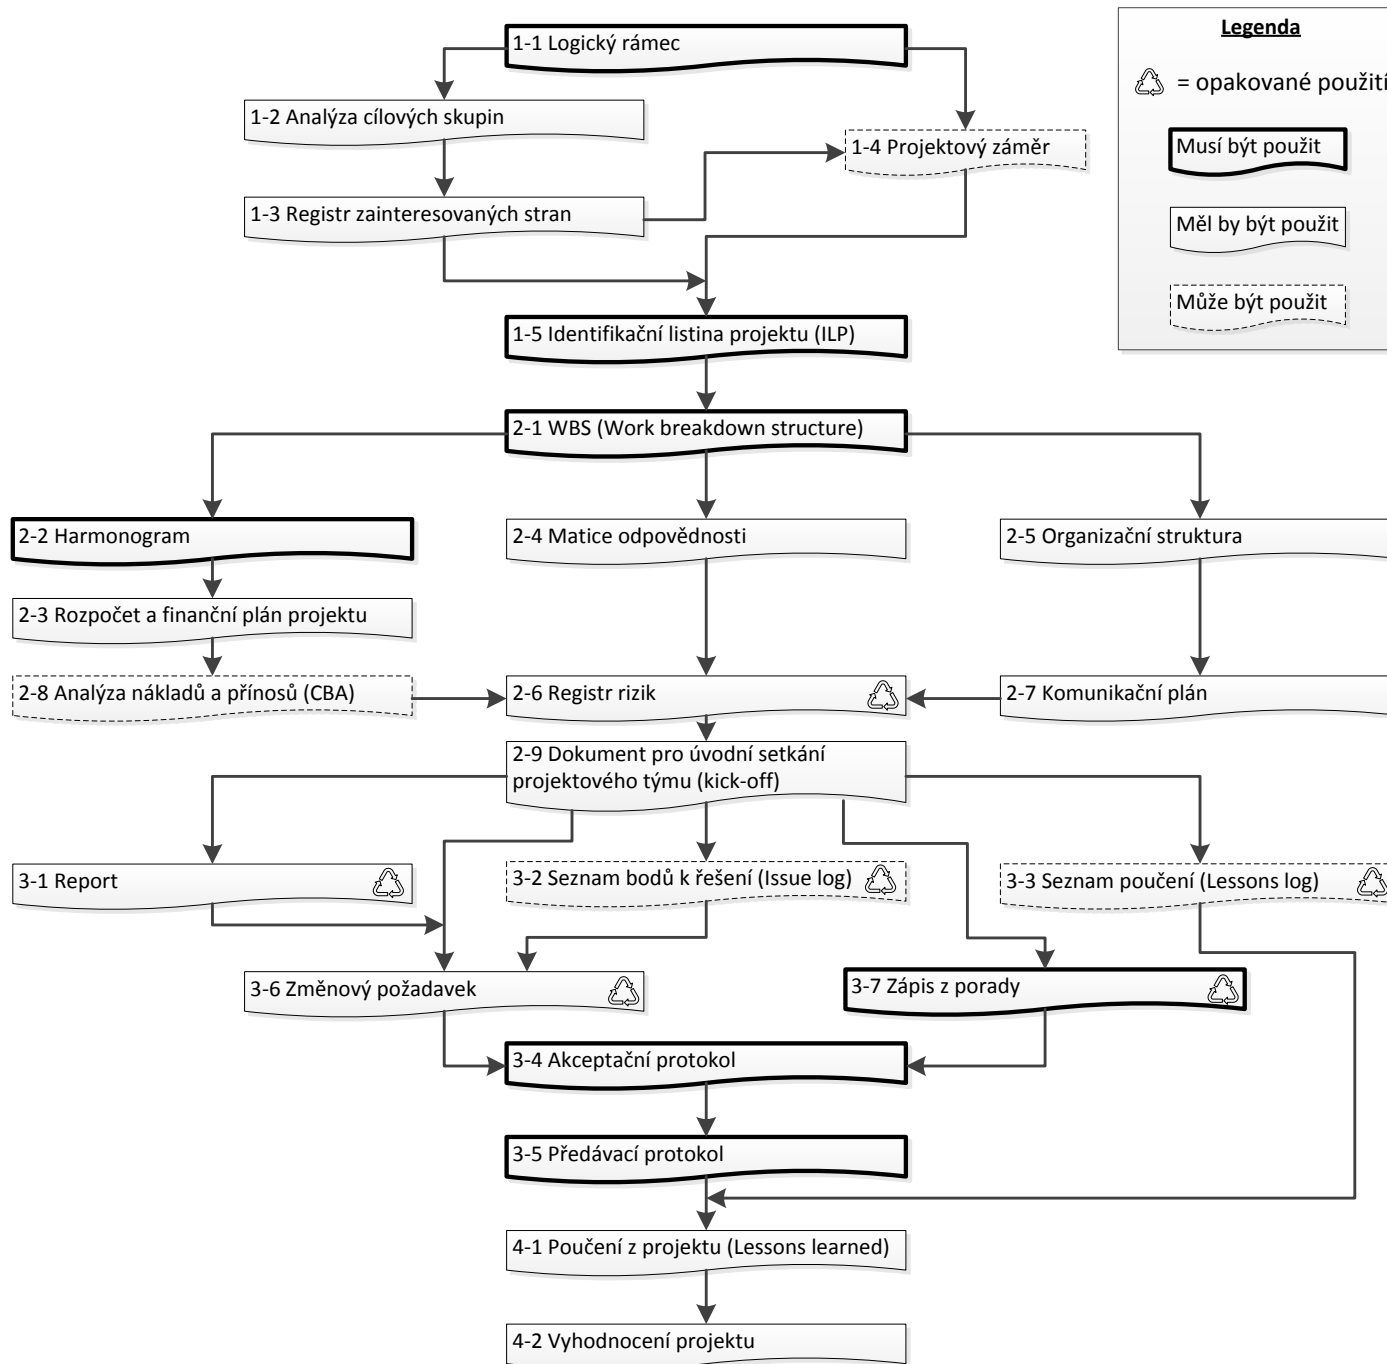 1-1 Logický rámec
1-2 Analýza cílových skupin
1-4 Projektový záměr
1-3 Registr zainteresovaných stran
Legenda
= opakované použití
Musí být použit
Měl by být použit
Může být použit
1-5 Identifikační listina projektu (ILP)
2-1 WBS (Work breakdown structure)
2-2 Harmonogram
2-4 Matice odpovědnosti
2-5 Organizační struktura
2-3 Rozpočet a finanční plán projektu
2-8 Analýza nákladů a přínosů (CBA)
2-6 Registr rizik
2-7 Komunikační plán
2-9 Dokument pro úvodní setkání
projektového týmu (kick-off)
3-1 Report
3-2 Seznam bodů k řešení (Issue log)
3-3 Seznam poučení (Lessons log)
3-6 Změnový požadavek
3-7 Zápis z porady
3-4 Akceptační protokol
3-5 Předávací protokol
4-1 Poučení z projektu (Lessons learned)
4-2 Vyhodnocení projektu